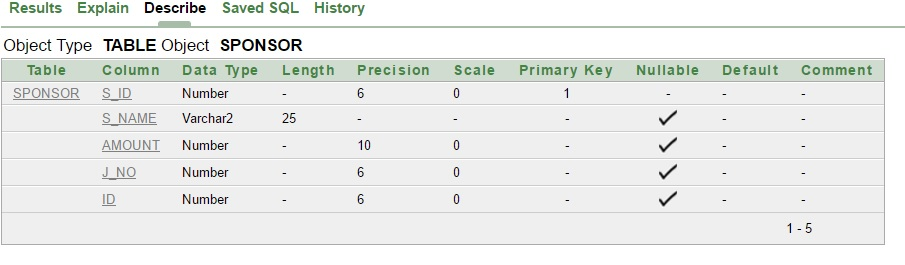 Results Explain Describe Saved SQL History
Object Type TABLE Object SPONSOR
Table Column Data Type Length Precision Scale Primary Key Nullable Default Comment
SPONSOR S_ID Number - 6 0 1 - - -
S_NAME Varchar2 25 - - - ✓ - -
AMOUNT Number - 10 0 - ✓ - -
J_NO Number - 6 0 - ✓ - -
ID Number - 6 0 - ✓ - -
1 - 5